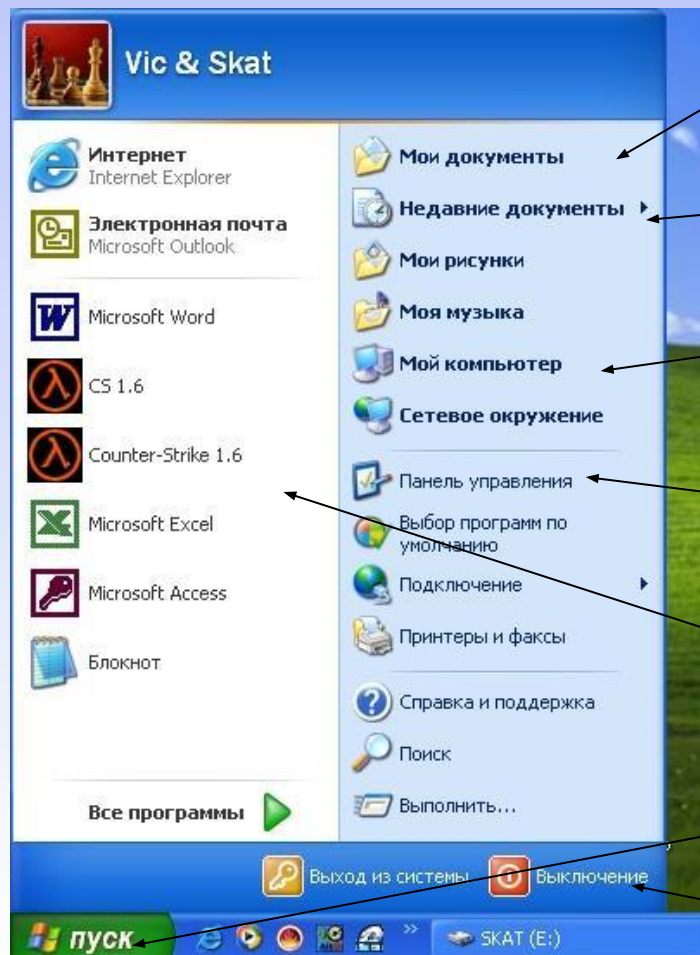 Vic & Skat
Интернет
Internet Explorer
Электронная почта
Microsoft Outlook
Microsoft Word
CS 1.6
Counter-Strike 1.6
Microsoft Excel
Microsoft Access
Блокнот
Все программы
Мои документы
Недавние документы
Мои рисунки
Моя музыка
Мой компьютер
Сетевое окружение
Панель управления
Выбор программ по
умолчанию
Подключение
Принтеры и факсы
Справка и поддержка
Поиск
Выполнить...
Выход из системы
Выключение
пуск
»
SKAT (E:)